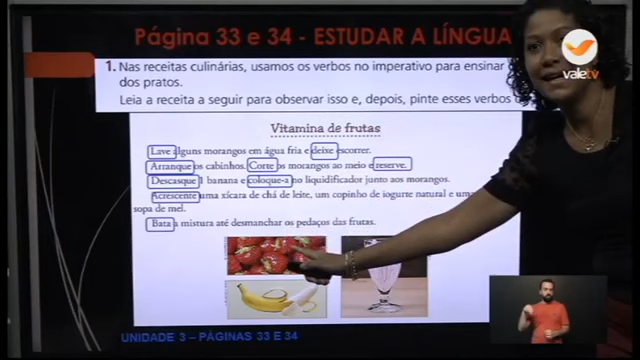 Página 33 e 34 - ESTUDAR A LÍNGUA
vale tv
1. Nas receitas culinárias, usamos os verbos no imperativo para ensinar
dos pratos.
Leia a receita a seguir para observar isso e, depois, pinte esses verbos
Vitamina de frutas
Lave alguns morangos em água fria e deixe escorrer.
Arranque os cabinhos. Corte os mocangos ao meio e reserve.
Descasque 1 banana e coloque-a no liquidificador junto aos morangos.
Acrescente uma xícara de chá de leite, um copinho de iogurte natural e uma
sopa de mel.
Bata a mistura até desmanchar os pedaços das frutas.
UNIDADE 3 – PÁGINAS 33 E 34